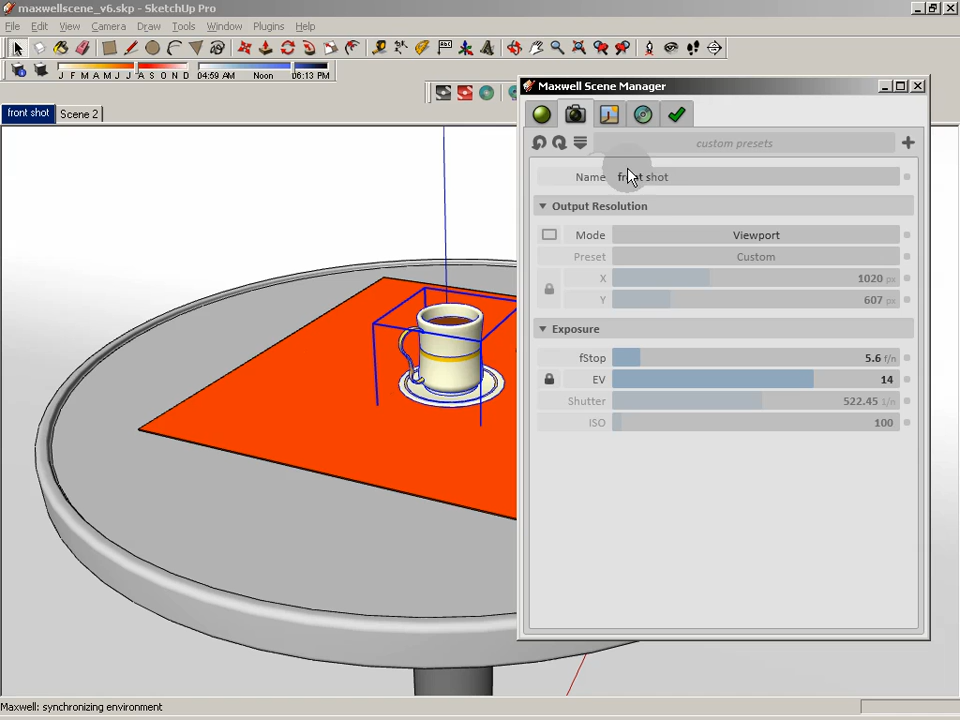 maxwellscene_v6.skp - SketchUp Pro
File Edit View Camera Draw Tools Window Plugins Help
J F M A M J J A S O N D 04:59 AM Noon 06:13 PM
front shot Scene 2
Maxwell Scene Manager
custom presets
Name front shot
Output Resolution
Mode Viewport
Preset Custom
X 1020 px
Y 607 px
Exposure
fStop 5.6 f/n
EV 14
Shutter 522.45 1/n
ISO 100
Maxwell: synchronizing environment